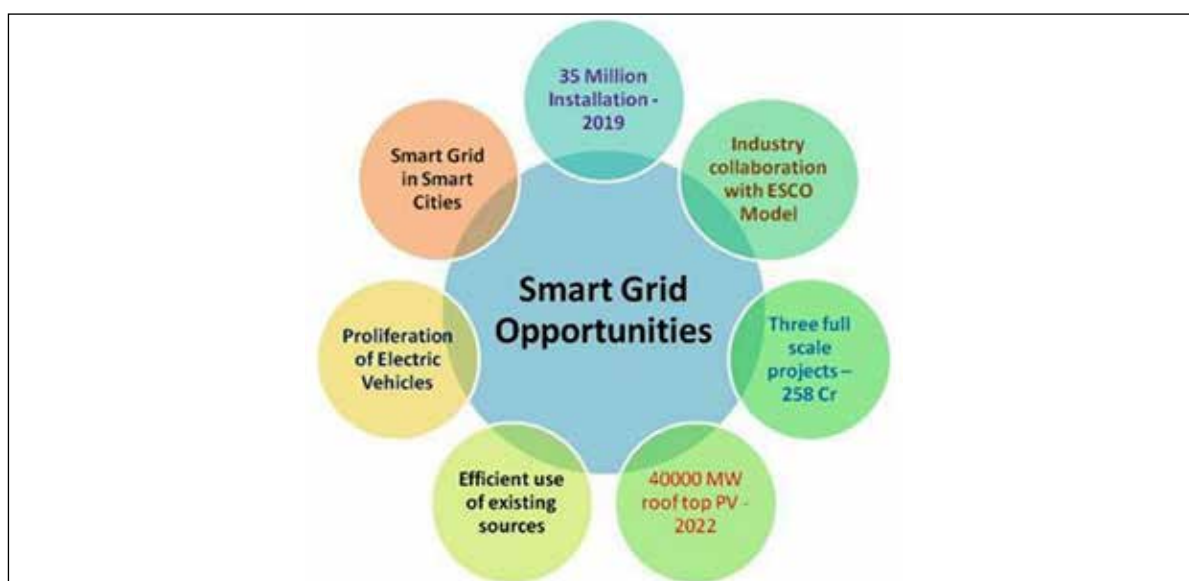 35 Million
Installation -
2019
Industry
collaboration
with ESCO
Model
Three full
scale
projects –
258 Cr
40000 MW
roof top PV -
2022
Efficient use
of existing
sources
Proliferation
of Electric
Vehicles
Smart Grid
in Smart
Cities
Smart Grid
Opportunities